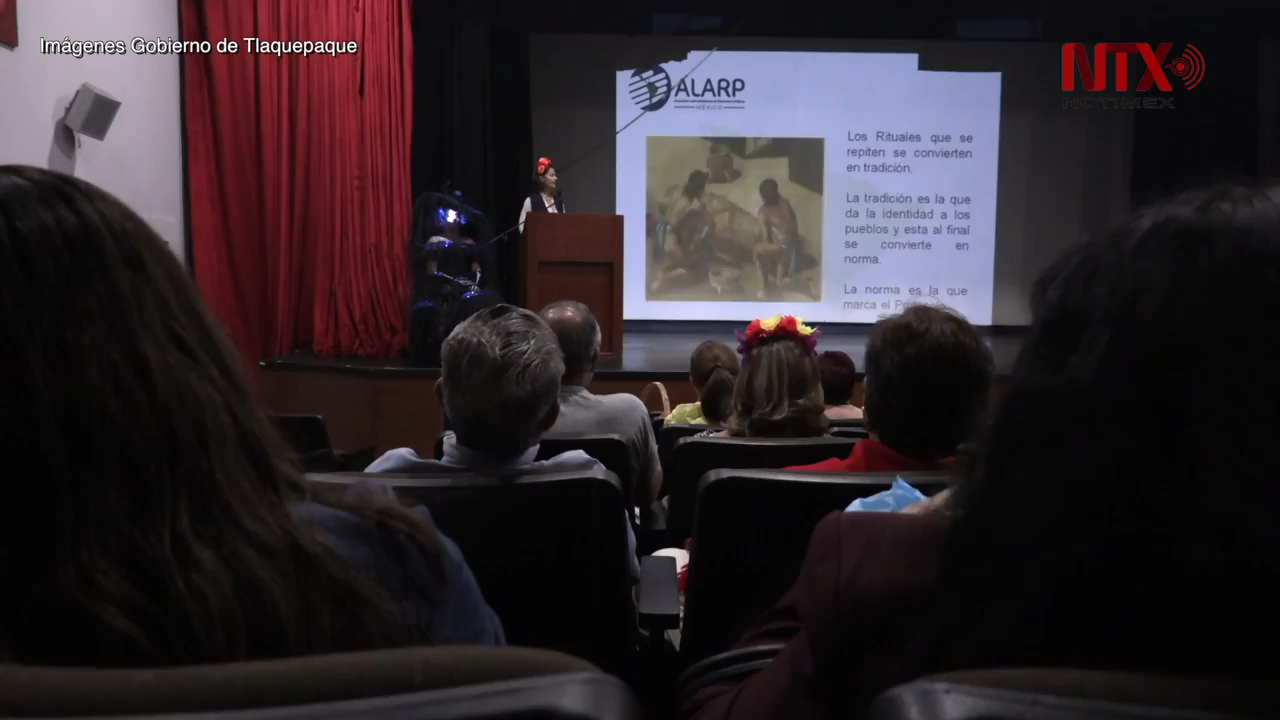 Imágenes Gobierno de Tlaquepaque
NTX
NOTIMEX
ALARP
MÉXICO
Los Rituales que se
repiten se convierten
en tradición.
La tradición es la que
da la identidad a los
pueblos y esta al final
se convierte en
norma.
La norma es la que
marca el